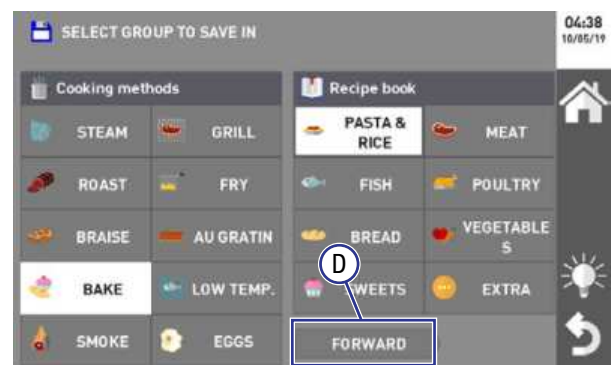 SELECT GROUP TO SAVE IN
04:38
10/05/19
Cooking methods
STEAM
GRILL
ROAST
FRY
BRAISE
AU GRATIN
BAKE
LOW TEMP.
SMOKE
EGGS
Recipe book
PASTA &
RICE
MEAT
FISH
POULTRY
BREAD
VEGETABLE
S
SWEETS
EXTRA
D
FORWARD